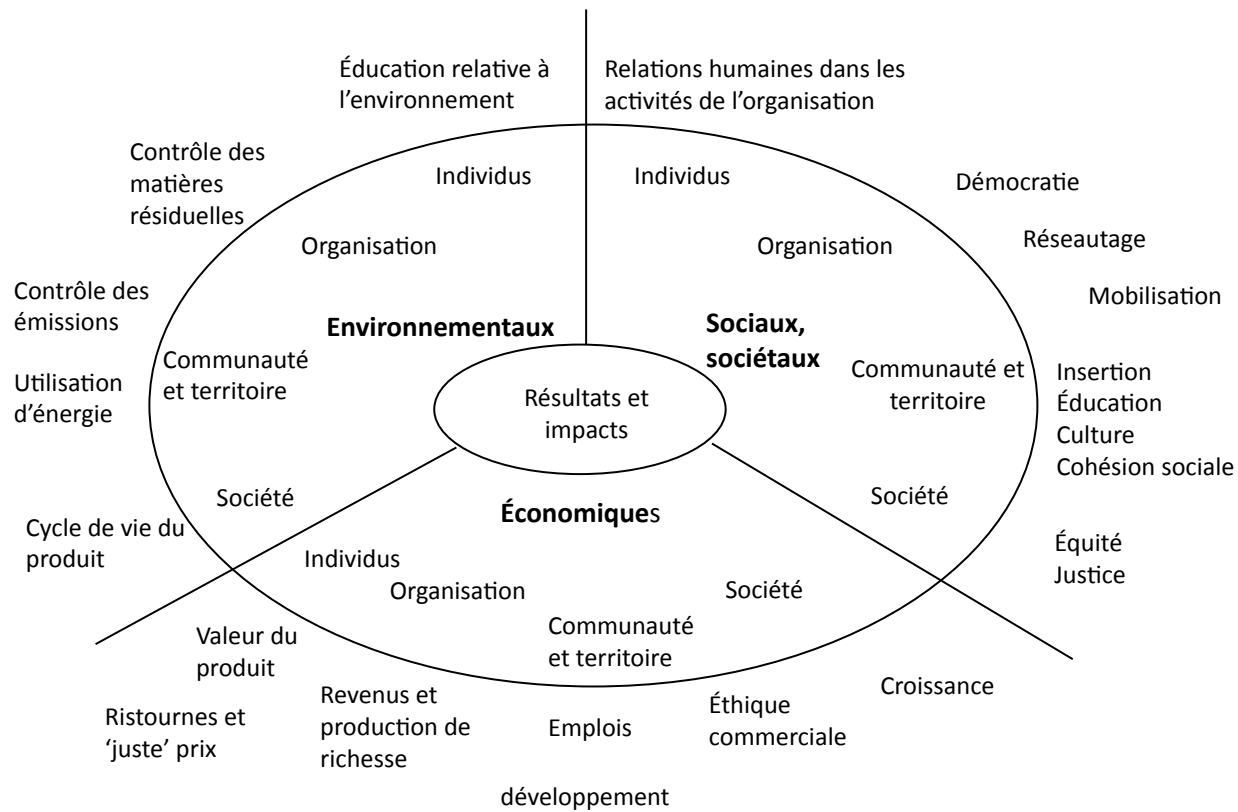 Éducation relative à
l’environnement
Relations humaines dans les
activités de l’organisation
Contrôle des
matières
résiduelles
Individus
Individus
Démocratie
Organisation
Organisation
Réseautage
Contrôle des
émissions
Mobilisation
Environnementaux
Sociaux,
sociétaux
Communauté
et territoire
Communauté et
territoire
Utilisation
d’énergie
Résultats et
impacts
Insertion
Éducation
Culture
Cohésion sociale
Société
Société
Économiques
Cycle de vie du
produit
Équité
Justice
Individus
Organisation
Société
Communauté
et territoire
Valeur du
produit
Ristournes et
‘juste’ prix
Revenus et
production de
richesse
Emplois
Éthique
commerciale
Croissance
développement